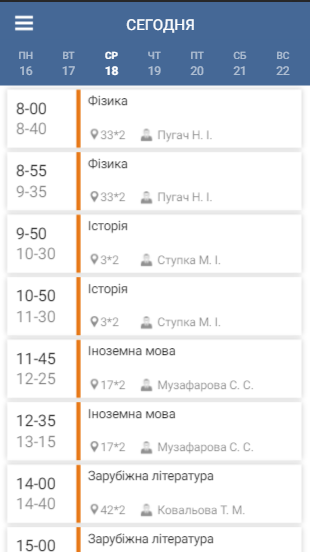 СЕГОДНЯ
ПН ВТ СР ЧТ ПТ СБ ВС
16 17 18 19 20 21 22
8-00 Фізика
8-40 33*2 Пугач Н. І.
8-55 Фізика
9-35 33*2 Пугач Н. І.
9-50 Історія
10-30 3*2 Ступка М. І.
10-50 Історія
11-30 3*2 Ступка М. І.
11-45 Іноземна мова
12-25 17*2 Музафарова С. С.
12-35 Іноземна мова
13-15 17*2 Музафарова С. С.
14-00 Зарубіжна література
14-40 42*2 Ковальова Т. М.
15-00 Зарубіжна література